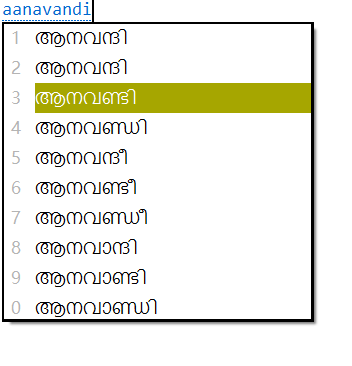 aanavandi
1 ആനവന്ദി
2 ആനവന്ദി
3 ആനവണ്ടി
4 ആനവണ്ഡി
5 ആനവന്ദീ
6 ആനവണ്ടീ
7 ആനവണ്ഡീ
8 ആനവാന്ദി
9 ആനവാണ്ടി
0 ആനവാണ്ഡി